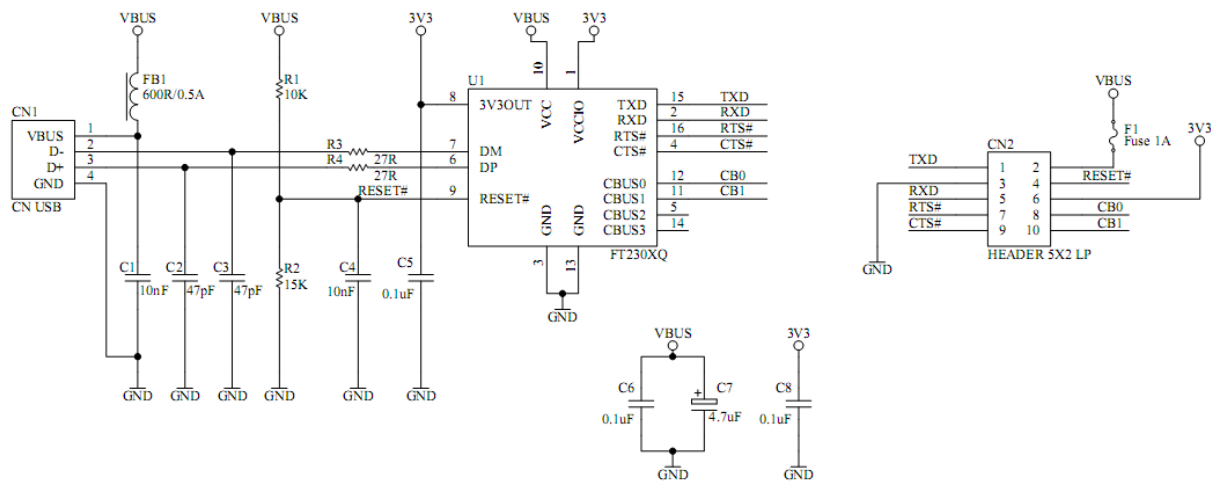 VBUS
VBUS
3V3
VBUS
3V3
FB1
600R/0.5A
R1
10K
U1
10
1
CN1
VBUS 1
D- 2
D+ 3
GND 4
CN USB
R3
27R
R4
27R
RESET#
8 3V3OUT
7 DM
6 DP
9 RESET#
VCC
VCCIO
GND
GND
TXD 15 TXD
RXD 2 RXD
RTS# 16 RTS#
CTS# 4 CTS#
CBUS0 12 CB0
CBUS1 11 CB1
CBUS2 5
CBUS3 14
FT230XQ
3
13
GND
C1
10nF
C2
47pF
C3
47pF
R2
15K
C4
10nF
C5
0.1uF
GND
GND
GND
GND
GND
GND
VBUS
F1
Fuse 1A
3V3
CN2
TXD
1 2
RESET#
3 4
RXD
5 6
RTS#
7 8
CB0
CTS#
9 10
CB1
HEADER 5X2 LP
GND
VBUS
3V3
C6
0.1uF
+
C7
4.7uF
C8
0.1uF
GND
GND